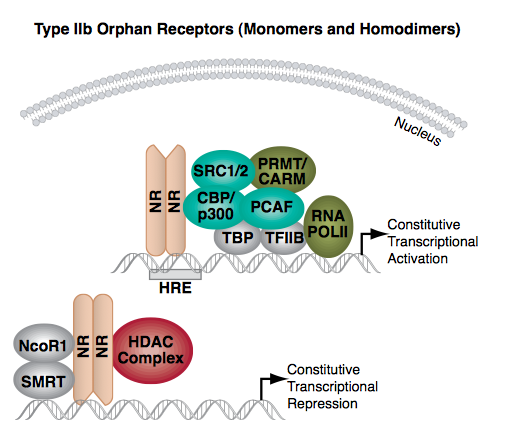 Type IIb Orphan Receptors (Monomers and Homodimers)
Nucleus
NR
NR
SRC1/2
PRMT/
CARM
CBP/
p300
PCAF
RNA
POLII
TBP
TFIIB
Constitutive
Transcriptional
Activation
HRE
NcoR1
SMRT
NR
NR
HDAC
Complex
Constitutive
Transcriptional
Repression